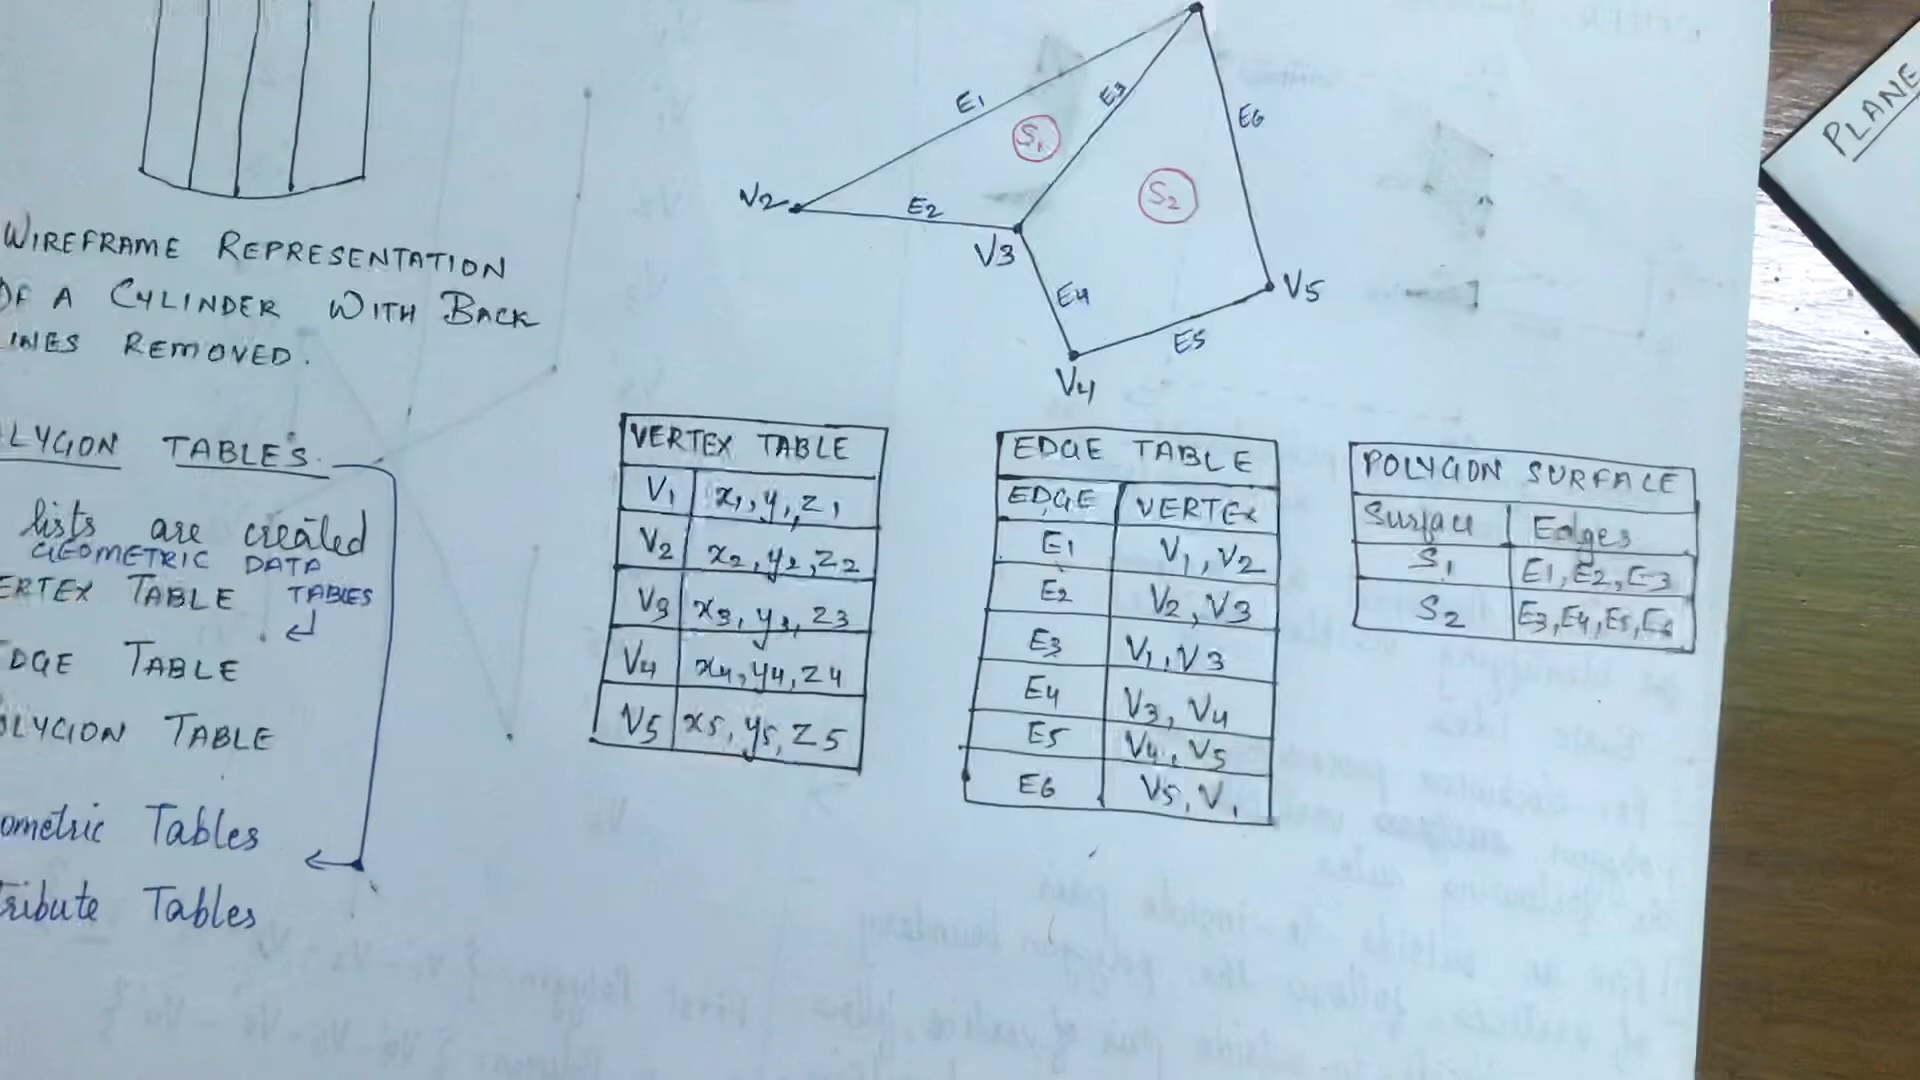 E1
E3
E6
S1
S2
V2
E2
V3
E4
V5
E5
V4
PLANE
WIREFRAME REPRESENTATION
OF A CYLINDER WITH BACK
INES REMOVED.
LYGON TABLES
lists are created
GEOMETRIC DATA
TABLES
ERTEX TABLE
DGE TABLE
OLYGON TABLE
ometric Tables
ribute Tables
VERTEX TABLE
V1 x1, y1, z1
V2 x2, y2, z2
V3 x3, y3, z3
V4 x4, y4, z4
V5 x5, y5, z5
EDGE TABLE
EDGE VERTEX
E1 V1, V2
E2 V2, V3
E3 V1, V3
E4 V3, V4
E5 V4, V5
E6 V5, V1
POLYGON SURFACE
Surface Edges
S1 E1, E2, E3
S2 E3, E4, E5, E6